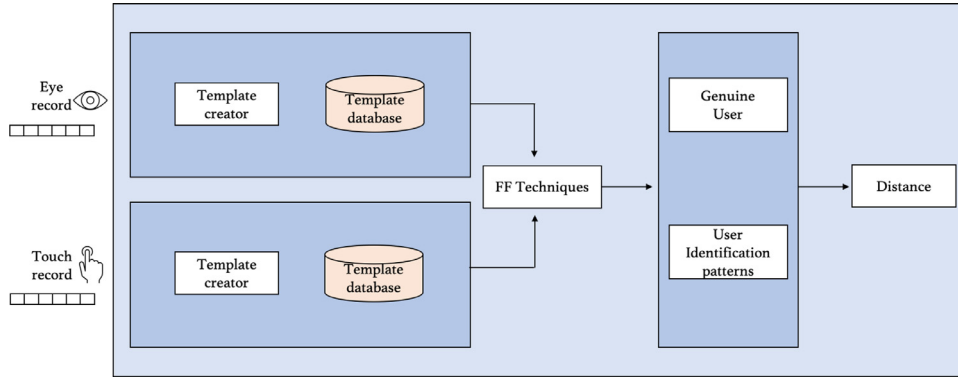 Eye
record
Template
creator
Template
database
Touch
record
Template
creator
Template
database
FF Techniques
Genuine
User
User
Identification
patterns
Distance